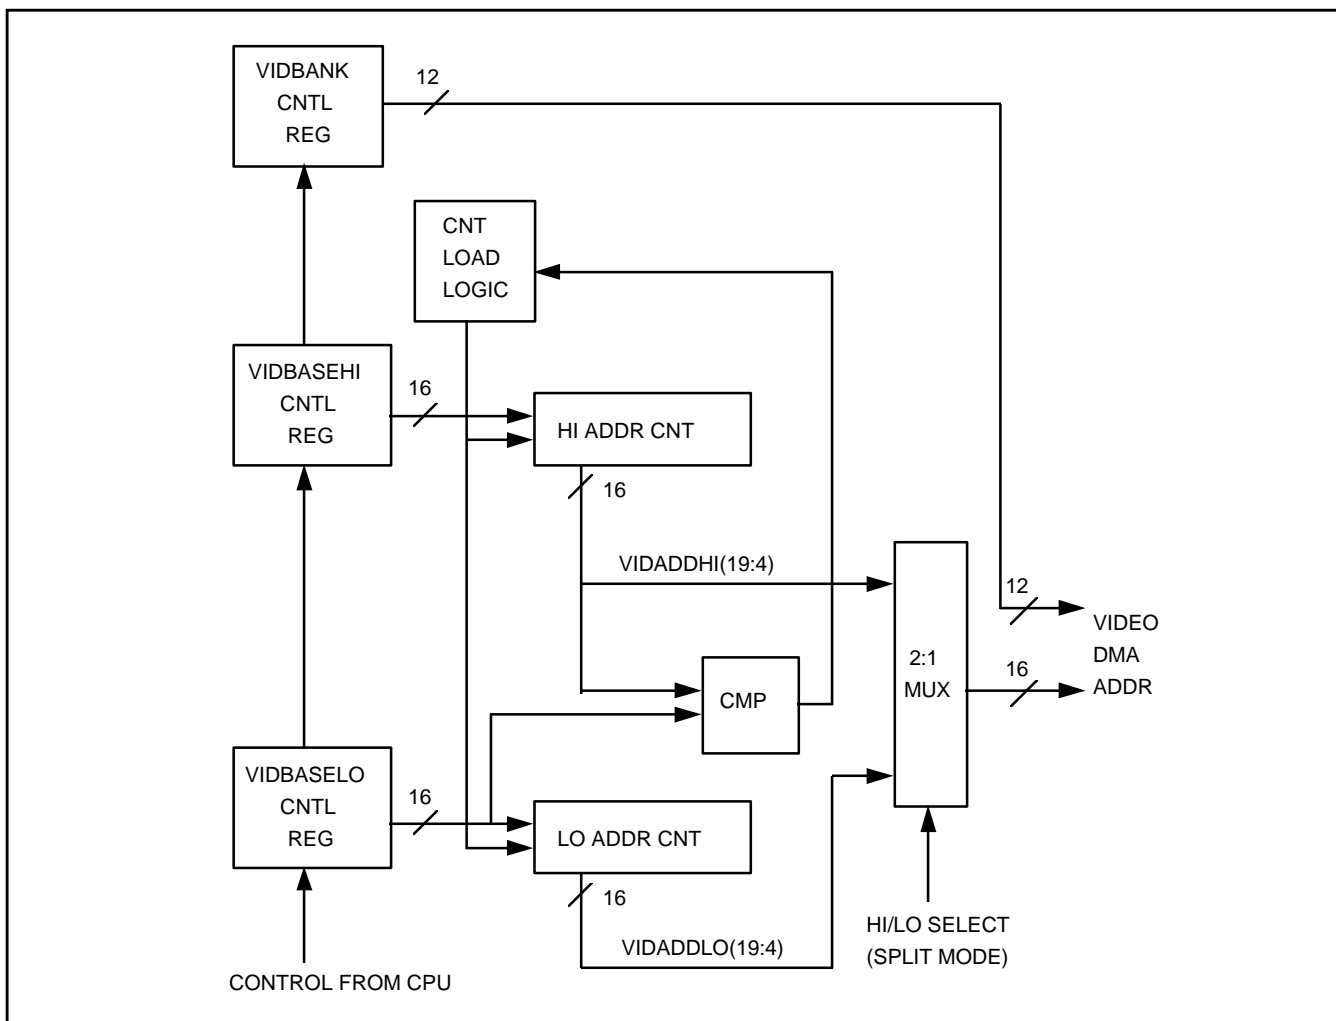 VIDBANK
CNTL
REG
12
CNT
LOAD
LOGIC
VIDBASEHI
CNTL
REG
16
HI ADDR CNT
16
VIDADDHI(19:4)
12
VIDEO
DMA
ADDR
16
2:1
MUX
CMP
VIDBASELO
CNTL
REG
16
LO ADDR CNT
16
VIDADDLO(19:4)
HI/LO SELECT
(SPLIT MODE)
CONTROL FROM CPU